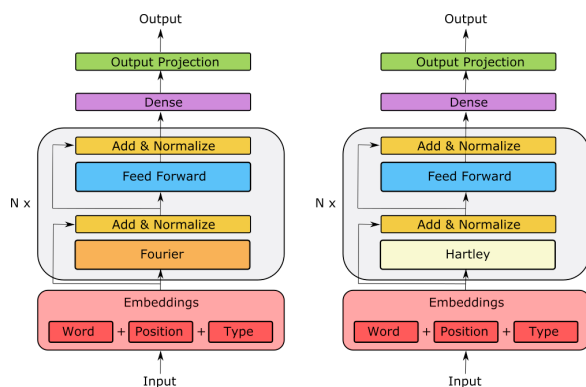 Output
Output Projection
Dense
Add & Normalize
Feed Forward
N x
Add & Normalize
Fourier
Embeddings
Word + Position + Type
Input
Output
Output Projection
Dense
Add & Normalize
Feed Forward
N x
Add & Normalize
Hartley
Embeddings
Word + Position + Type
Input